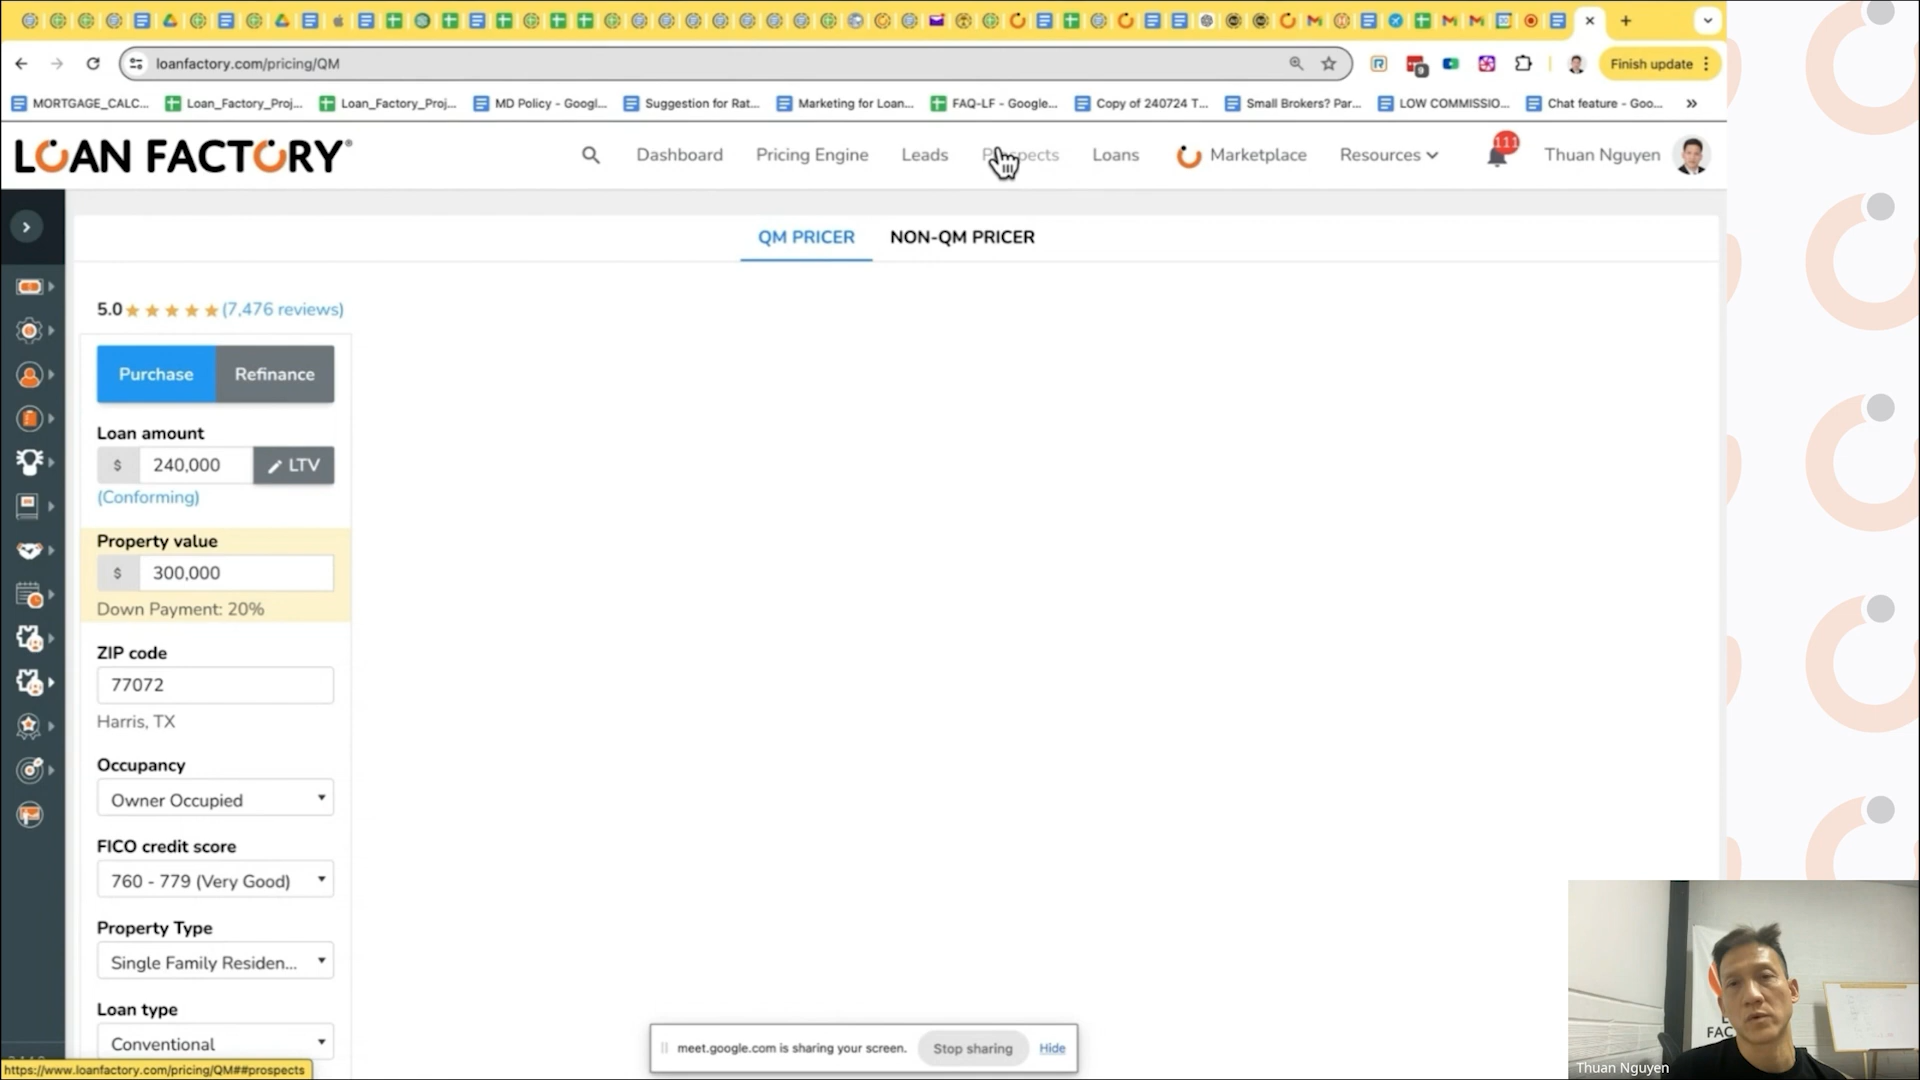 loanfactory.com/pricing/QM
Finish update
MORTGAGE_CALC...
Loan_Factory_Proj...
Loan_Factory_Proj...
MD Policy - Googl...
Suggestion for Rat...
Marketing for Loan...
FAQ-LF - Google...
Copy of 240724 T...
Small Brokers? Par...
LOW COMMISSIO...
Chat feature - Goo...
LOAN FACTORY®
Dashboard
Pricing Engine
Leads
Prospects
Loans
Marketplace
Resources
111
Thuan Nguyen
QM PRICER
NON-QM PRICER
5.0 (7,476 reviews)
Purchase
Refinance
Loan amount
$ 240,000
LTV
(Conforming)
Property value
$ 300,000
Down Payment: 20%
ZIP code
77072
Harris, TX
Occupancy
Owner Occupied
FICO credit score
760 - 779 (Very Good)
Property Type
Single Family Residen...
Loan type
Conventional
https://www.loanfactory.com/pricing/QM##prospects
meet.google.com is sharing your screen.
Stop sharing
Hide
Thuan Nguyen